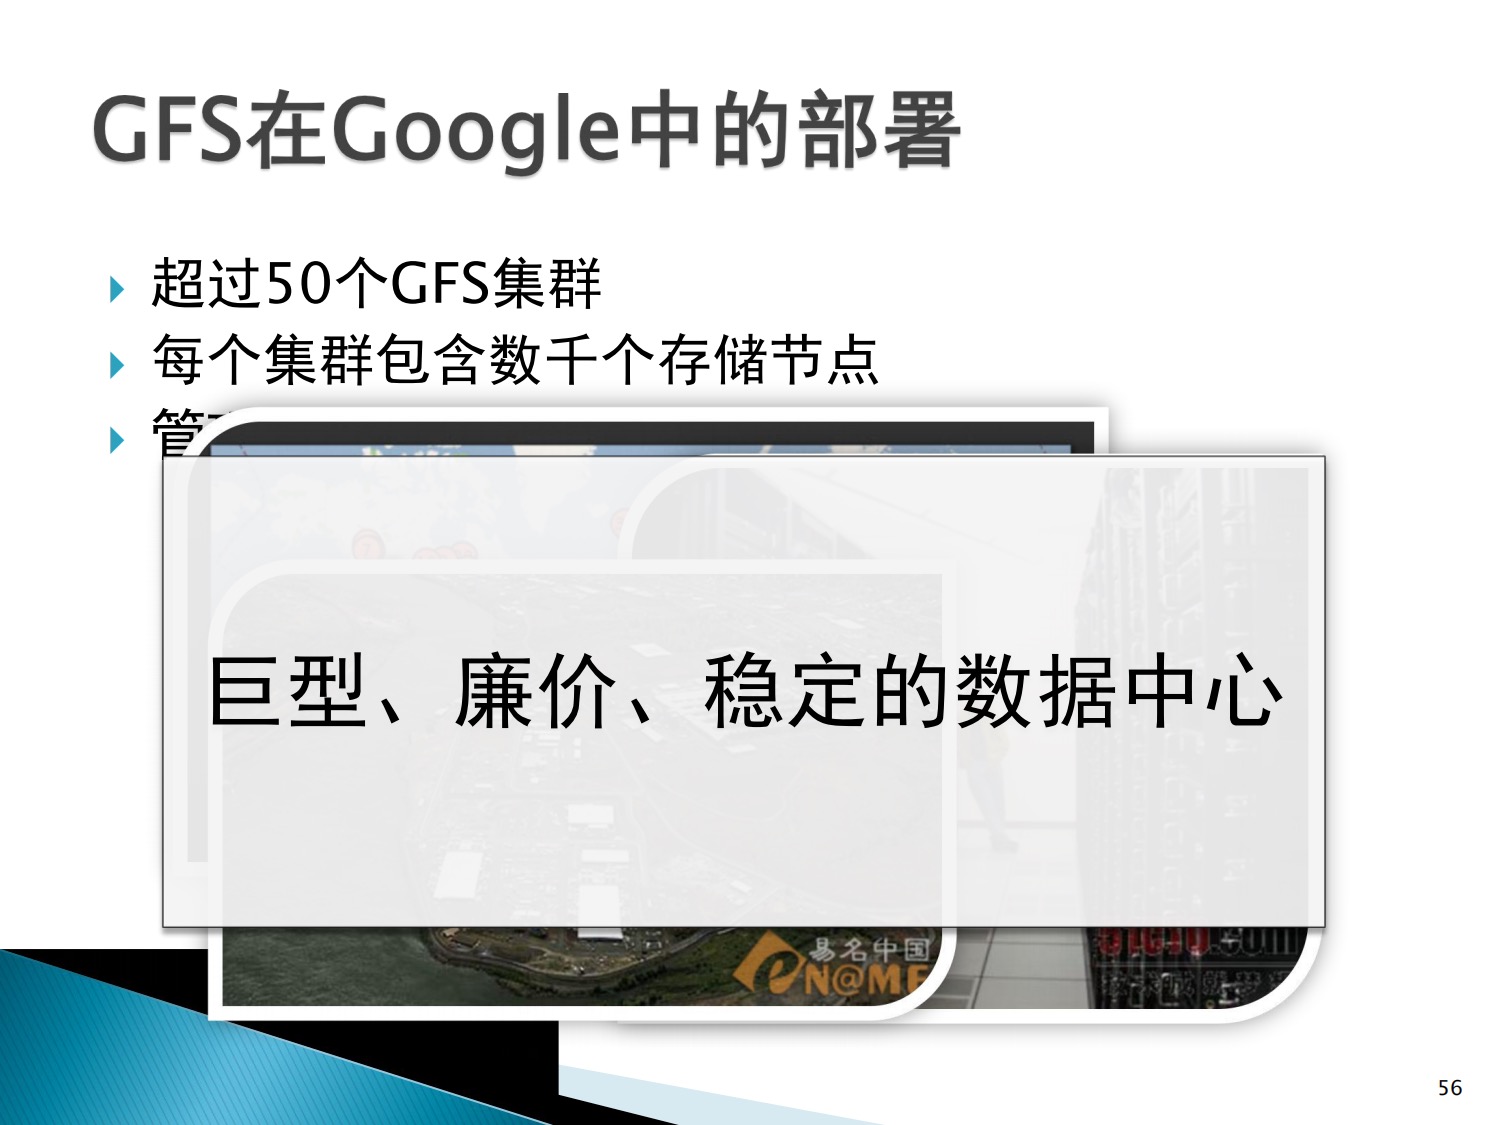 GFS在Google中的部署
超过50个GFS集群
每个集群包含数千个存储节点
管
巨型、廉价、稳定的数据中心
易名中国
eN@ME
.com
56